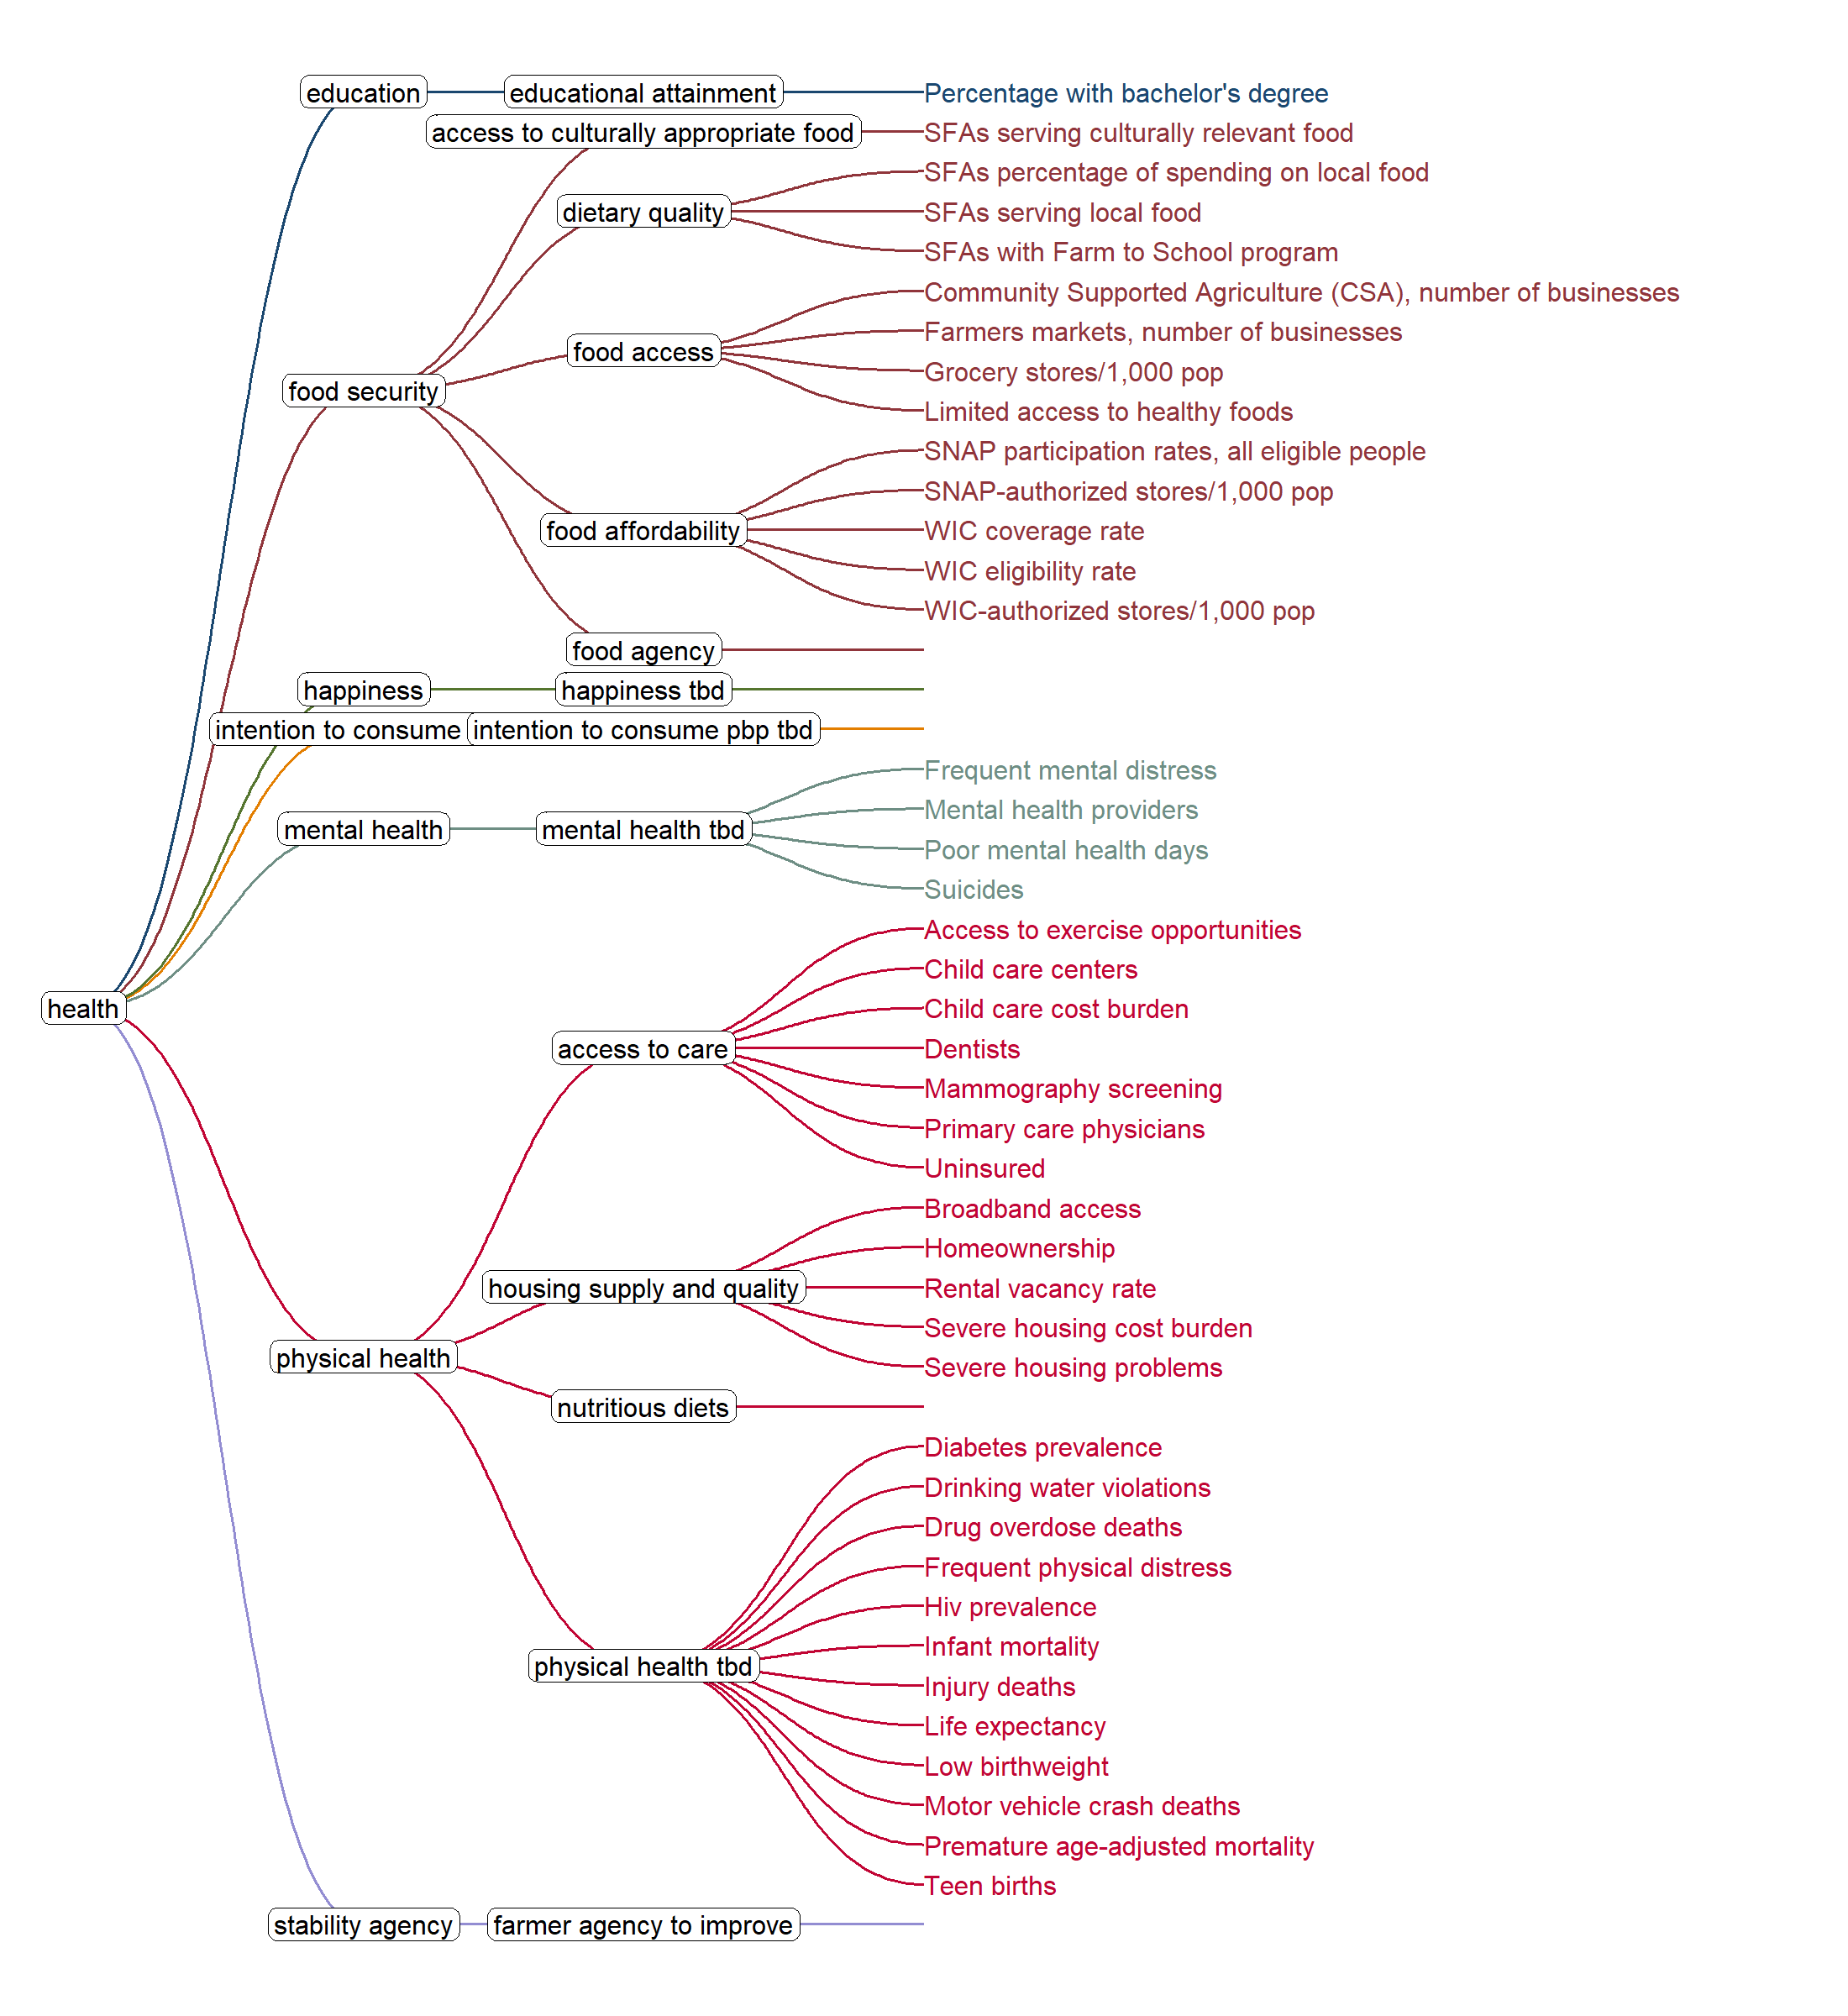 education
educational attainment
Percentage with bachelor's degree
access to culturally appropriate food
SFAs serving culturally relevant food
SFAs percentage of spending on local food
dietary quality
SFAs serving local food
SFAs with Farm to School program
Community Supported Agriculture (CSA), number of businesses
Farmers markets, number of businesses
food access
Grocery stores/1,000 pop
food security
Limited access to healthy foods
SNAP participation rates, all eligible people
SNAP-authorized stores/1,000 pop
food affordability
WIC coverage rate
WIC eligibility rate
WIC-authorized stores/1,000 pop
food agency
happiness
happiness tbd
intention to consume
intention to consume pbp tbd
Frequent mental distress
Mental health providers
mental health
mental health tbd
Poor mental health days
Suicides
Access to exercise opportunities
Child care centers
health
Child care cost burden
access to care
Dentists
Mammography screening
Primary care physicians
Uninsured
Broadband access
Homeownership
housing supply and quality
Rental vacancy rate
Severe housing cost burden
physical health
Severe housing problems
nutritious diets
Diabetes prevalence
Drinking water violations
Drug overdose deaths
Frequent physical distress
Hiv prevalence
Infant mortality
physical health tbd
Injury deaths
Life expectancy
Low birthweight
Motor vehicle crash deaths
Premature age-adjusted mortality
Teen births
stability agency
farmer agency to improve